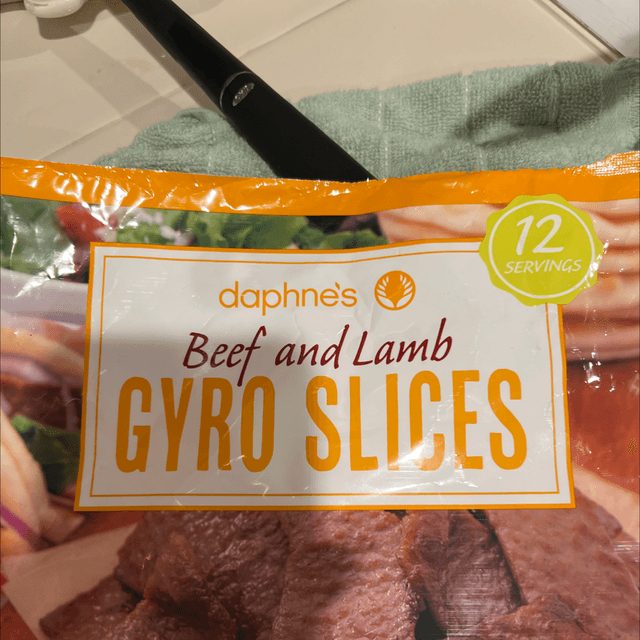 daphne's
Beef and Lamb
GYRO SLICES
12
SERVINGS